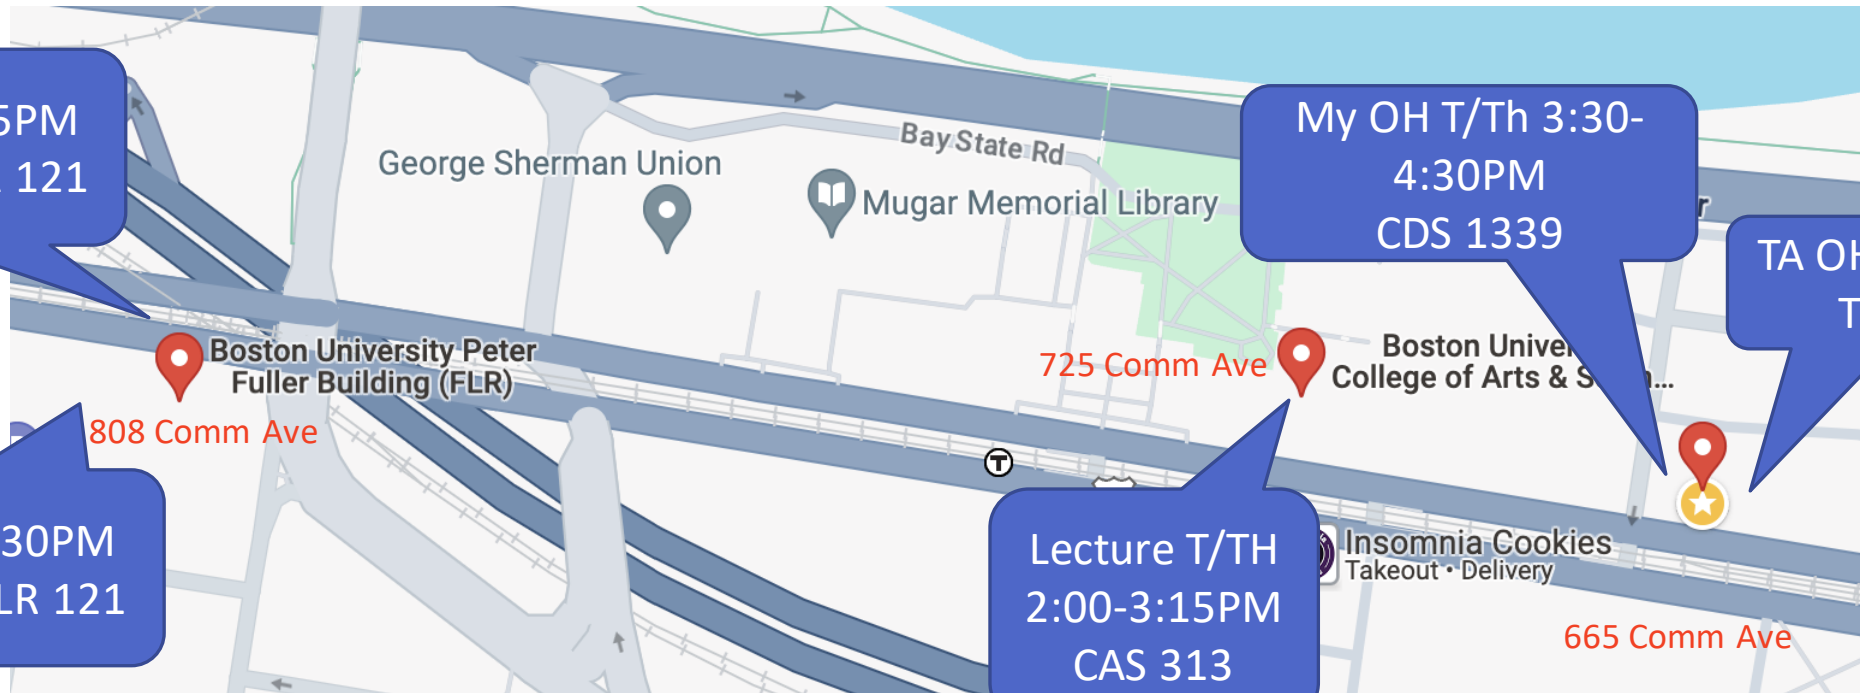 5PM
121
George Sherman Union
Bay State Rd
Mugar Memorial Library
My OH T/Th 3:30-
4:30PM
CDS 1339
r
TA OH
T
Boston University Peter
Fuller Building (FLR)
808 Comm Ave
725 Comm Ave
Boston Univer
College of Arts & S n...
T
30PM
LR 121
Lecture T/TH
2:00-3:15PM
CAS 313
Insomnia Cookies
Takeout • Delivery
665 Comm Ave